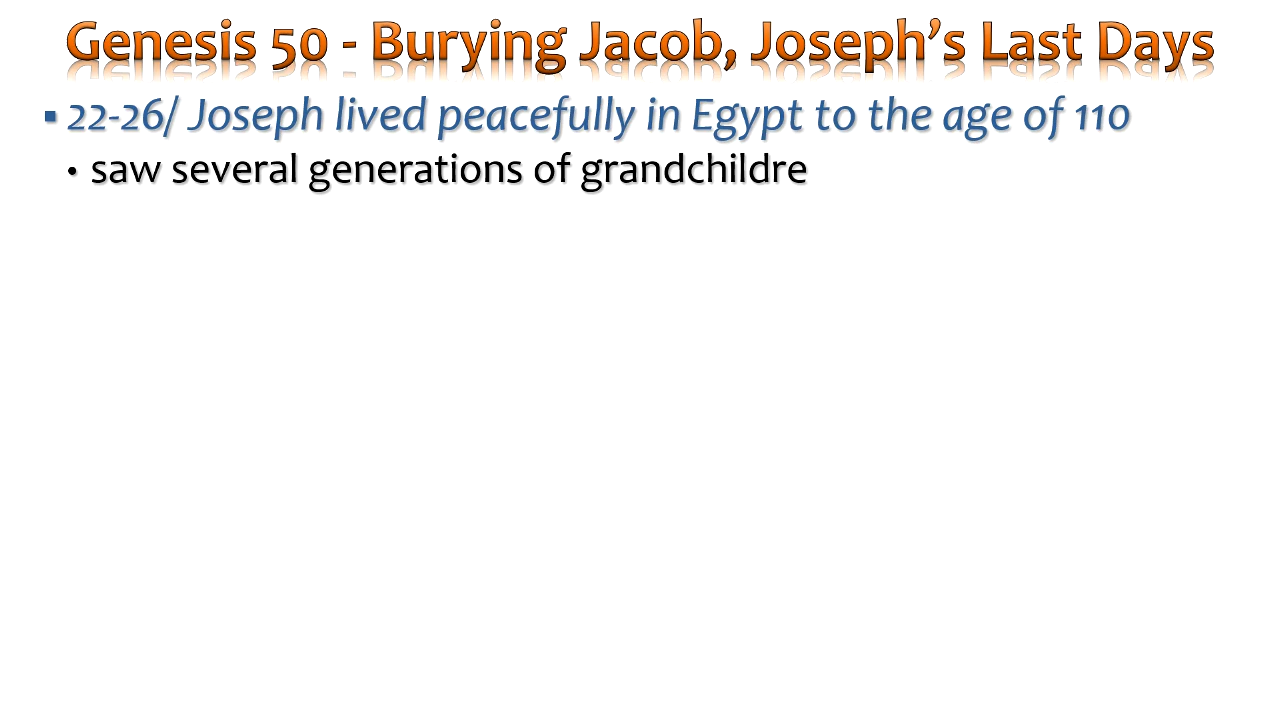 Genesis 50 - Burying Jacob, Joseph’s Last Days
▪ 22-26/ Joseph lived peacefully in Egypt to the age of 110
• saw several generations of grandchildre